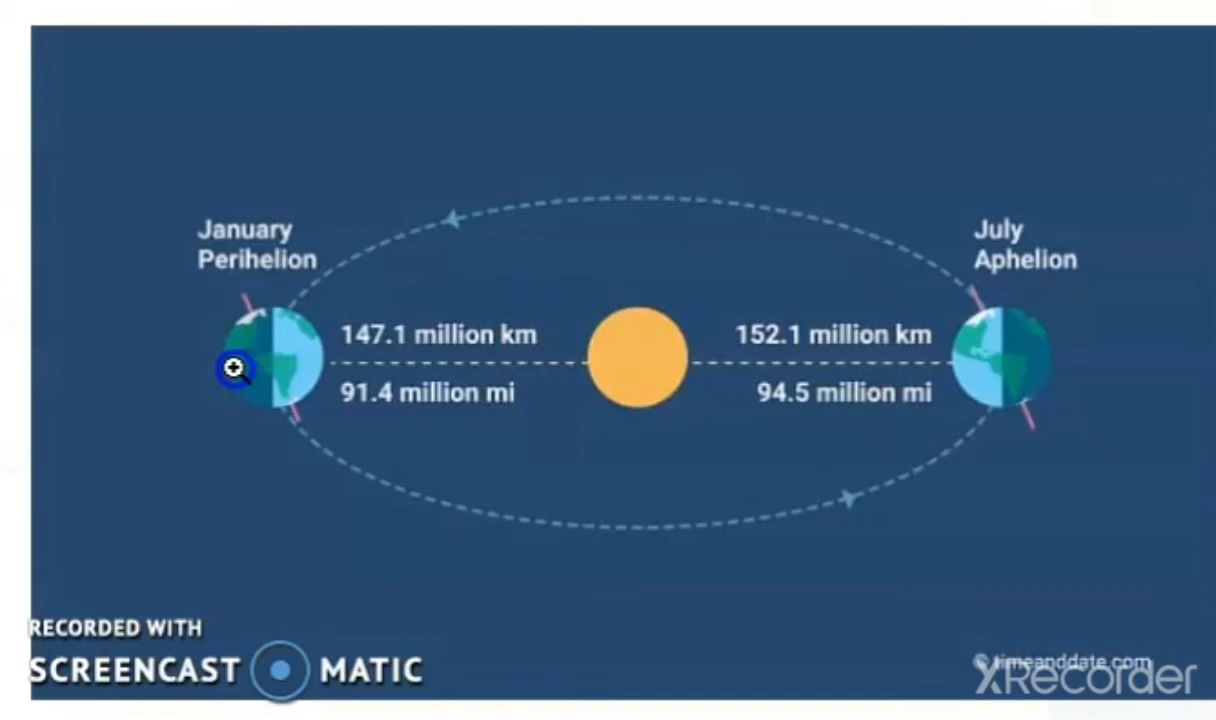 January
Perihelion
July
Aphelion
147.1 million km
152.1 million km
91.4 million mi
94.5 million mi
RECORDED WITH
SCREENCAST MATIC
© timeanddate.com
XRecorder